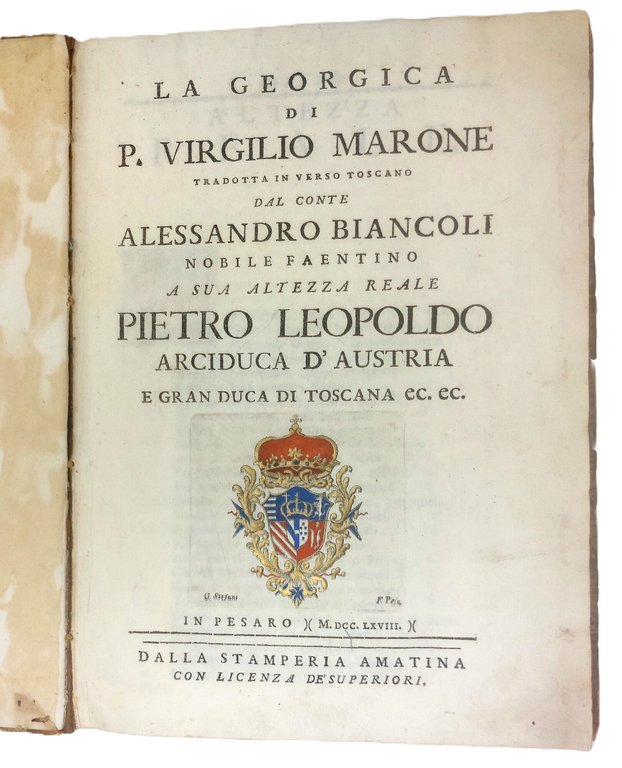 LA GEORGICA
DI
P. VIRGILIO MARONE
TRADOTTA IN VERSO TOSCANO
DAL CONTE
ALESSANDRO BIANCOLI
NOBILE FAENTINO
A SUA ALTEZZA REALE
PIETRO LEOPOLDO
ARCIDUCA D'AUSTRIA
E GRAN DUCA DI TOSCANA ec. ec.
G. Stefani
F. Pesa.
IN PESARO )( M. DCC. LXVIII. )(
DALLA STAMPERIA AMATINA
CON LICENZA DE'SUPERIORI.